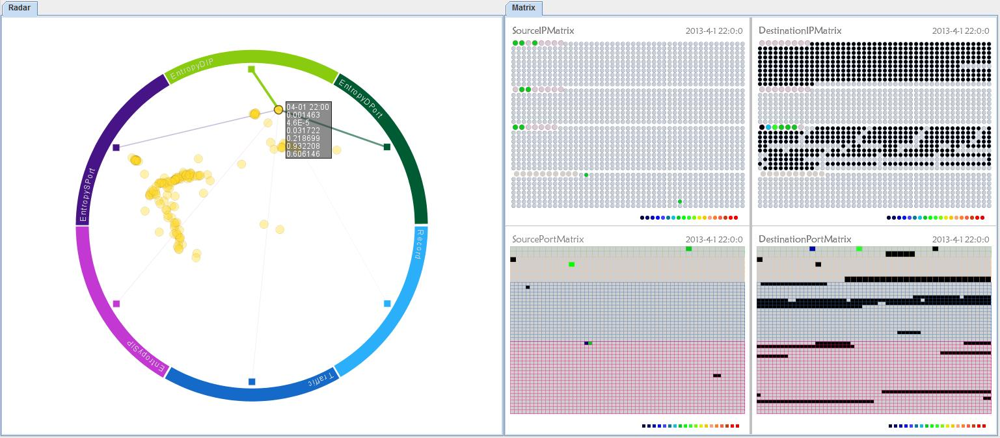 Radar
EntropyDIP
EntropyDPort
EntropySPort
Record
EntropySIP
Traffic
04-01 22:00
0.001463
4.6E-5
0.031722
0.218699
0.932208
0.606146
Matrix
SourceIPMatrix 2013-4-1 22:0:0
DestinationIPMatrix 2013-4-1 22:0:0
SourcePortMatrix 2013-4-1 22:0:0
DestinationPortMatrix 2013-4-1 22:0:0